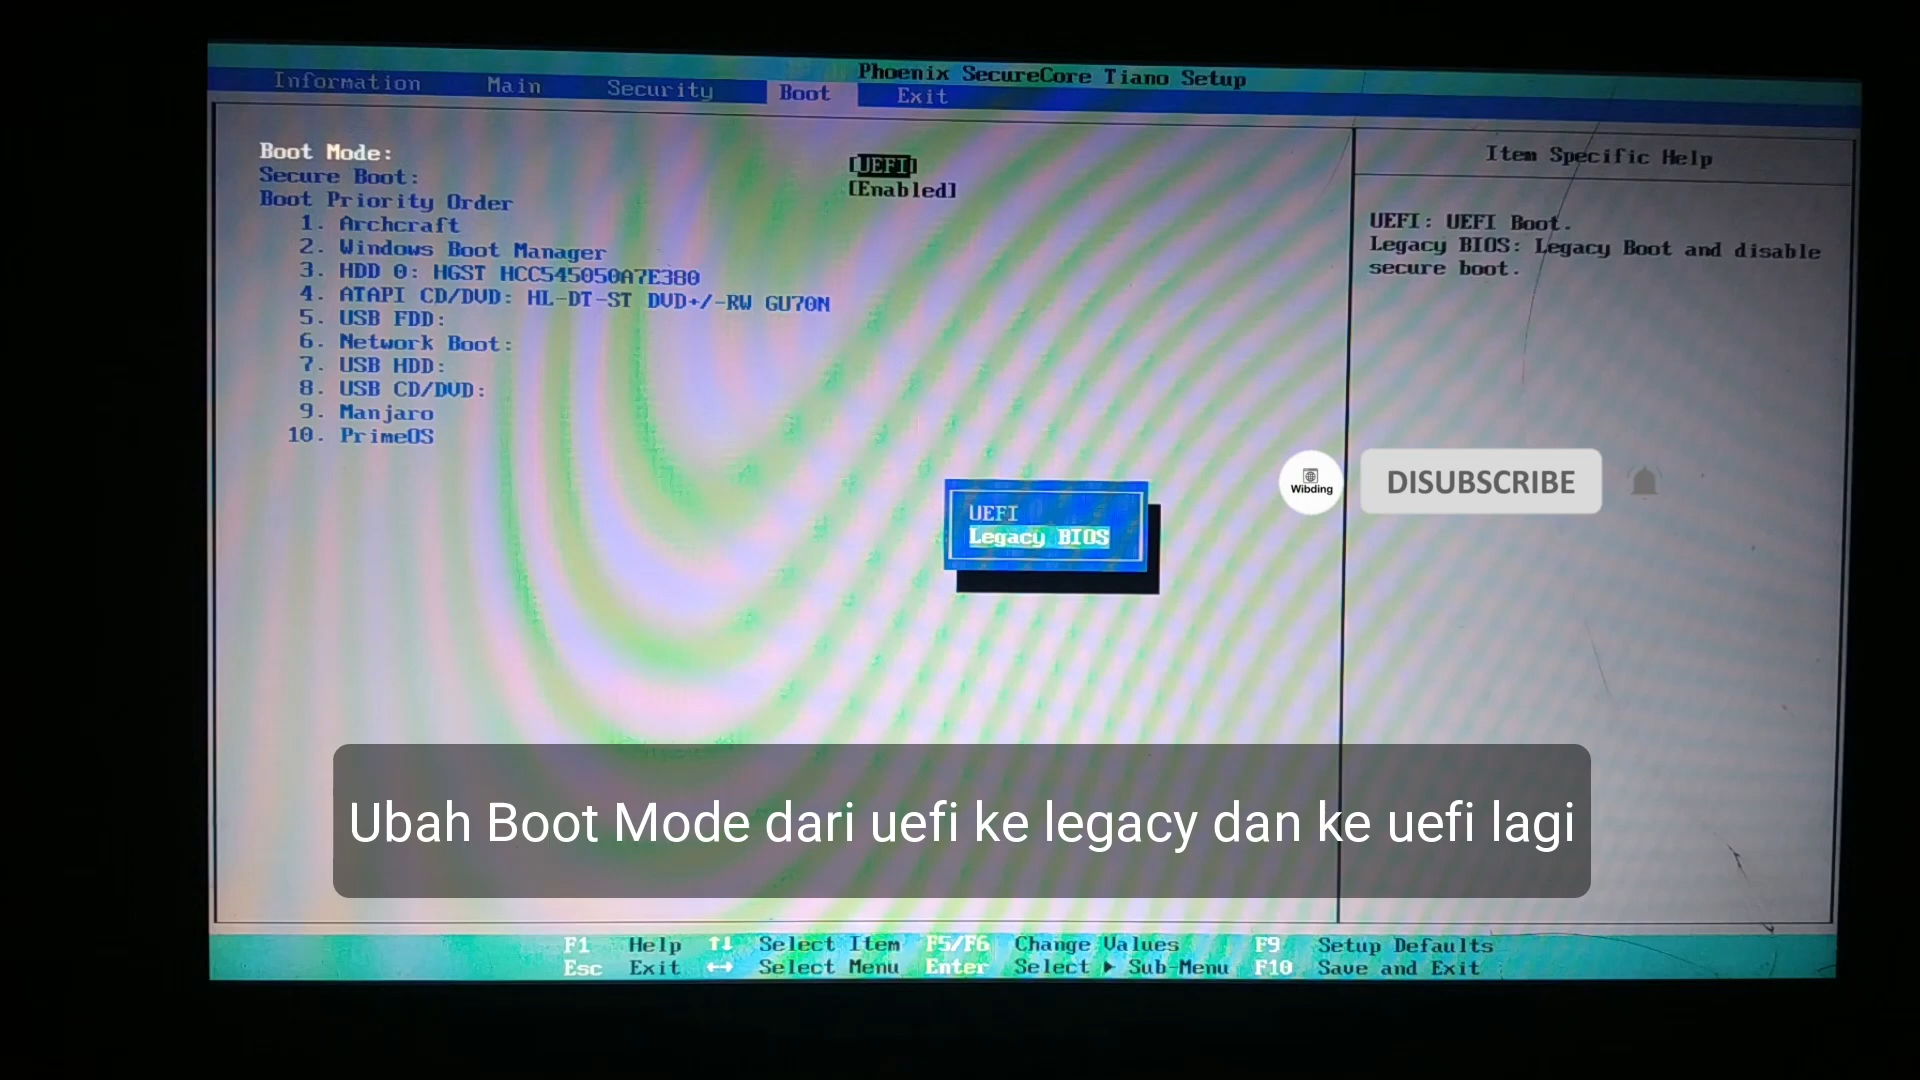 Phoenix SecureCore Tiano Setup
Information Main Security Boot Exit
Boot Mode: [UEFI]
Secure Boot: [Enabled]
Boot Priority Order
1. Archcraft
2. Windows Boot Manager
3. HDD 0: HGST HCC545050A7E380
4. ATAPI CD/DVD: HL-DT-ST DVD+/-RW GU70N
5. USB FDD:
6. Network Boot:
7. USB HDD:
8. USB CD/DVD:
9. Manjaro
10. PrimeOS
Item Specific Help
UEFI: UEFI Boot.
Legacy BIOS: Legacy Boot and disable
secure boot.
UEFI
Legacy BIOS
Wibding
DISUBSCRIBE
Ubah Boot Mode dari uefi ke legacy dan ke uefi lagi
F1 Help ↑↓ Select Item F5/F6 Change Values F9 Setup Defaults
Esc Exit ↔ Select Menu Enter Select ▶ Sub-Menu F10 Save and Exit